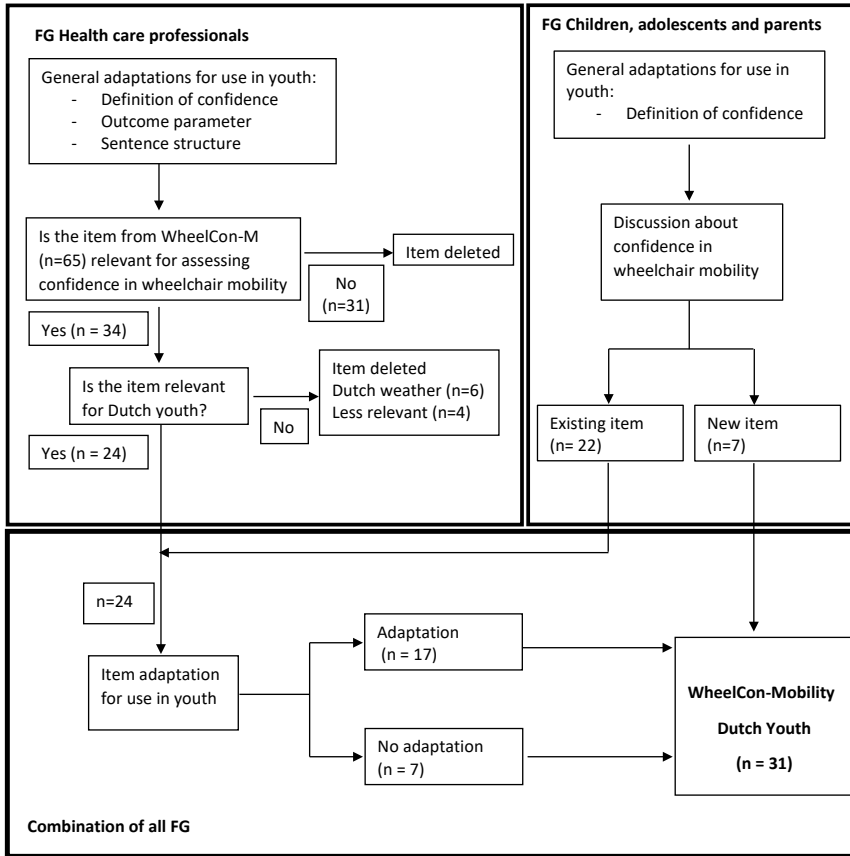 FG Health care professionals
General adaptations for use in youth:
- Definition of confidence
- Outcome parameter
- Sentence structure
Is the item from WheelCon-M
(n=65) relevant for assessing
confidence in wheelchair mobility
Item deleted
No
(n=31)
Yes (n = 34)
Is the item relevant
for Dutch youth?
Item deleted
Dutch weather (n=6)
Less relevant (n=4)
No
Yes (n = 24)
FG Children, adolescents and parents
General adaptations for use in
youth:
- Definition of confidence
Discussion about
confidence in
wheelchair mobility
Existing item
(n= 22)
New item
(n=7)
n=24
Item adaptation
for use in youth
Adaptation
(n = 17)
No adaptation
(n = 7)
WheelCon-Mobility
Dutch Youth
(n = 31)
Combination of all FG